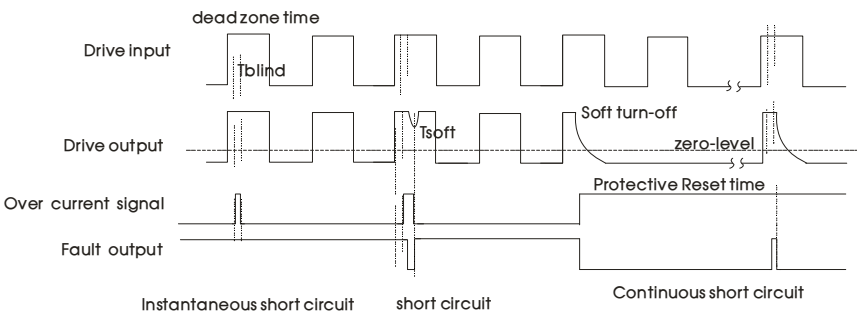 dead zone time
Drive input
Tblind
Soft turn-off
Tsoft
Drive output
zero-level
Protective Reset time
Over current signal
Fault output
Continuous short circuit
Instantaneous short circuit
short circuit